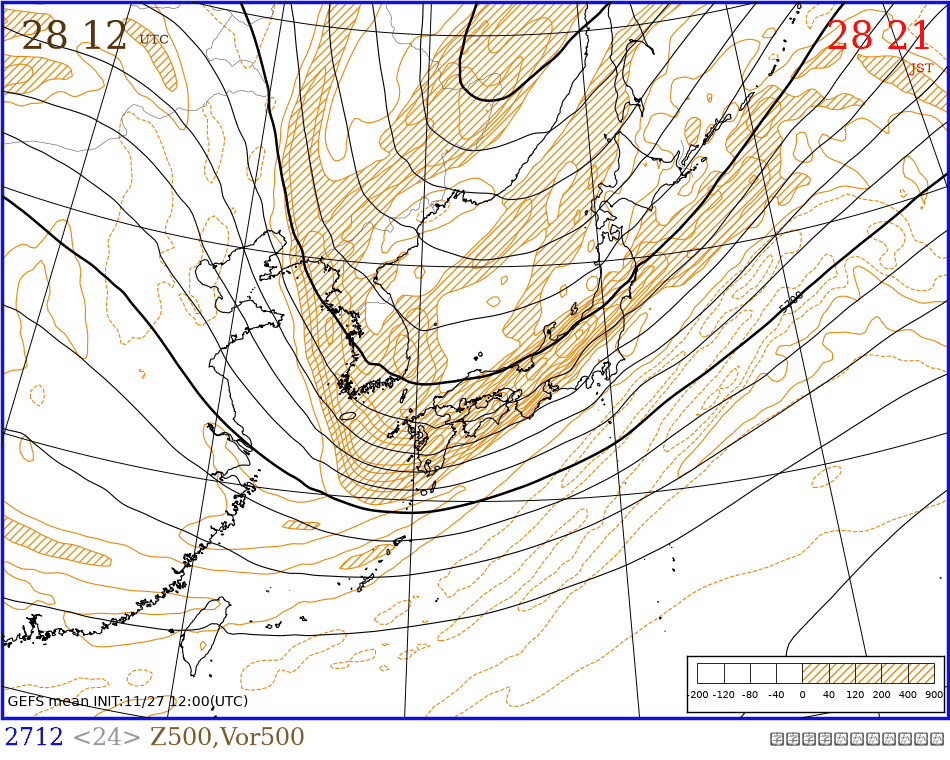 28 12 UTC
28 21 JST
5700
-200 -120 -80 -40 0 40 120 200 400 900
GEFS mean INIT:11/27 12:00(UTC)
2712 <24> Z500,Vor500